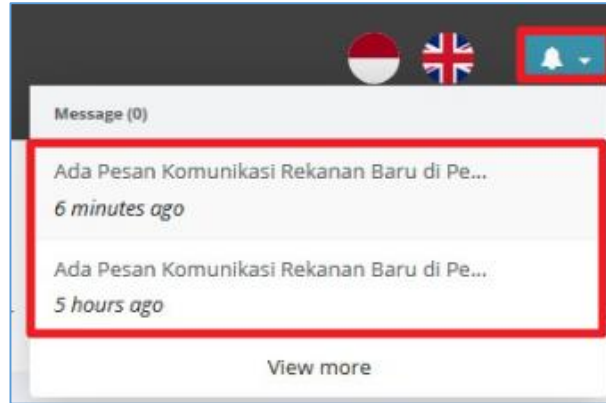 Message (0)
Ada Pesan Komunikasi Rekanan Baru di Pe...
6 minutes ago
Ada Pesan Komunikasi Rekanan Baru di Pe...
5 hours ago
View more